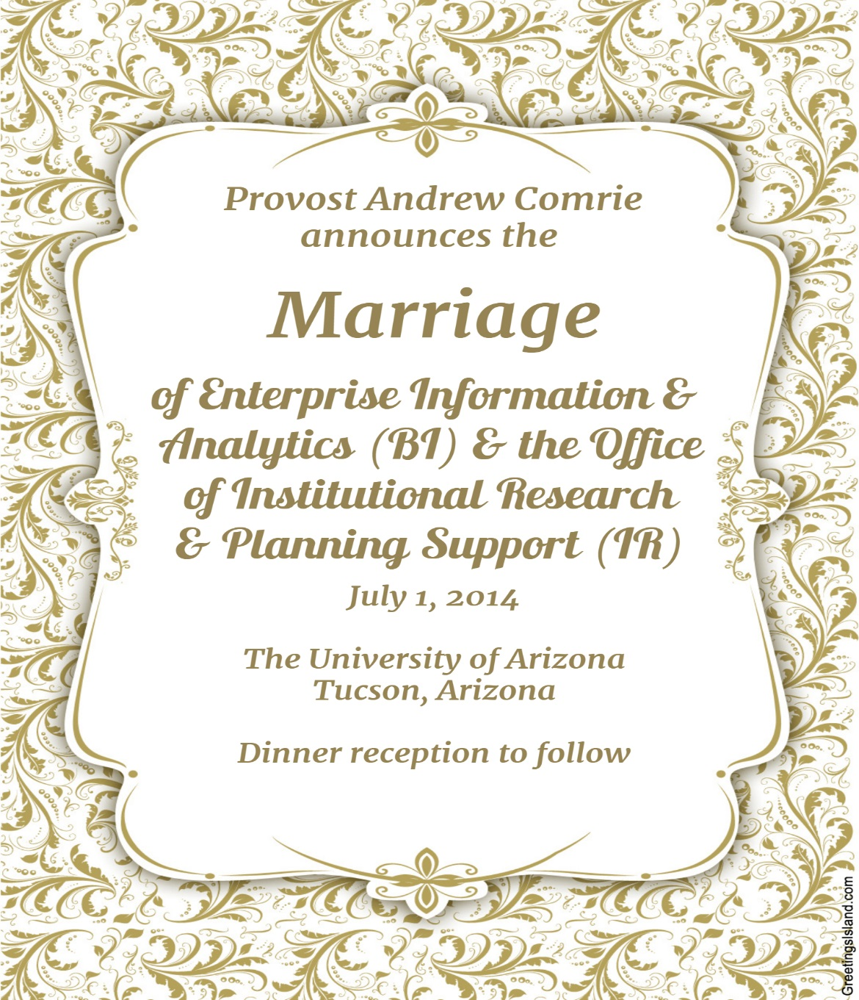 Provost Andrew Comrie
announces the
Marriage
of Enterprise Information &
Analytics (BI) & the Office
of Institutional Research
& Planning Support (IR)
July 1, 2014
The University of Arizona
Tucson, Arizona
Dinner reception to follow
GreetingsIsland.com